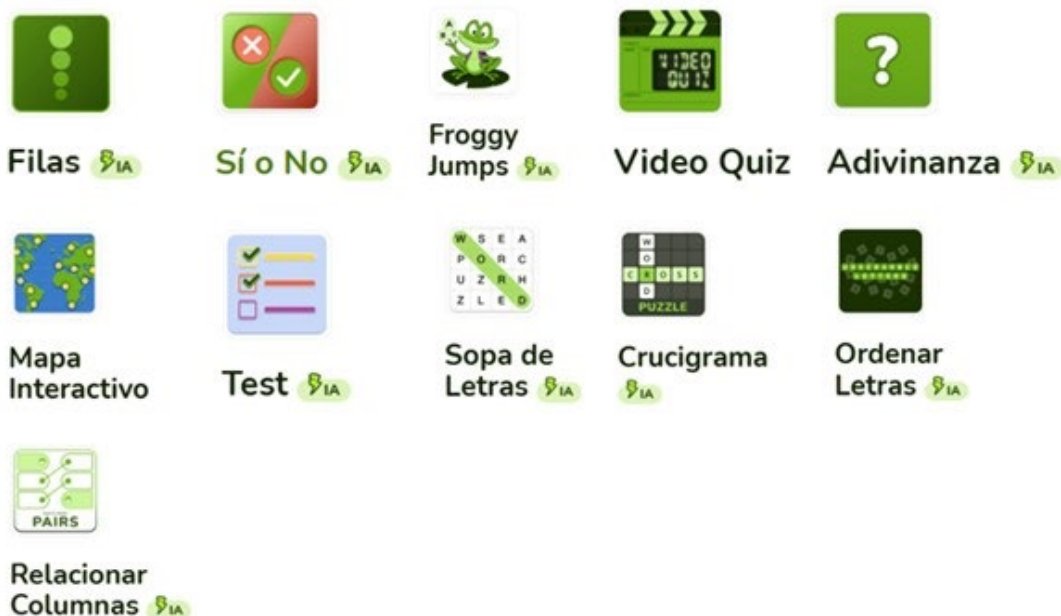 VIDEO
QUIZ
Filas IA
Sí o No IA
Froggy
Jumps IA
Video Quiz
Adivinanza IA
W S E A
P O R C
U Z R H
Z L E D
W
O
C R O S S
D
PUZZLE
Mapa
Interactivo
Test IA
Sopa de
Letras IA
Crucigrama
IA
Ordenar
Letras IA
PAIRS
Relacionar
Columnas IA